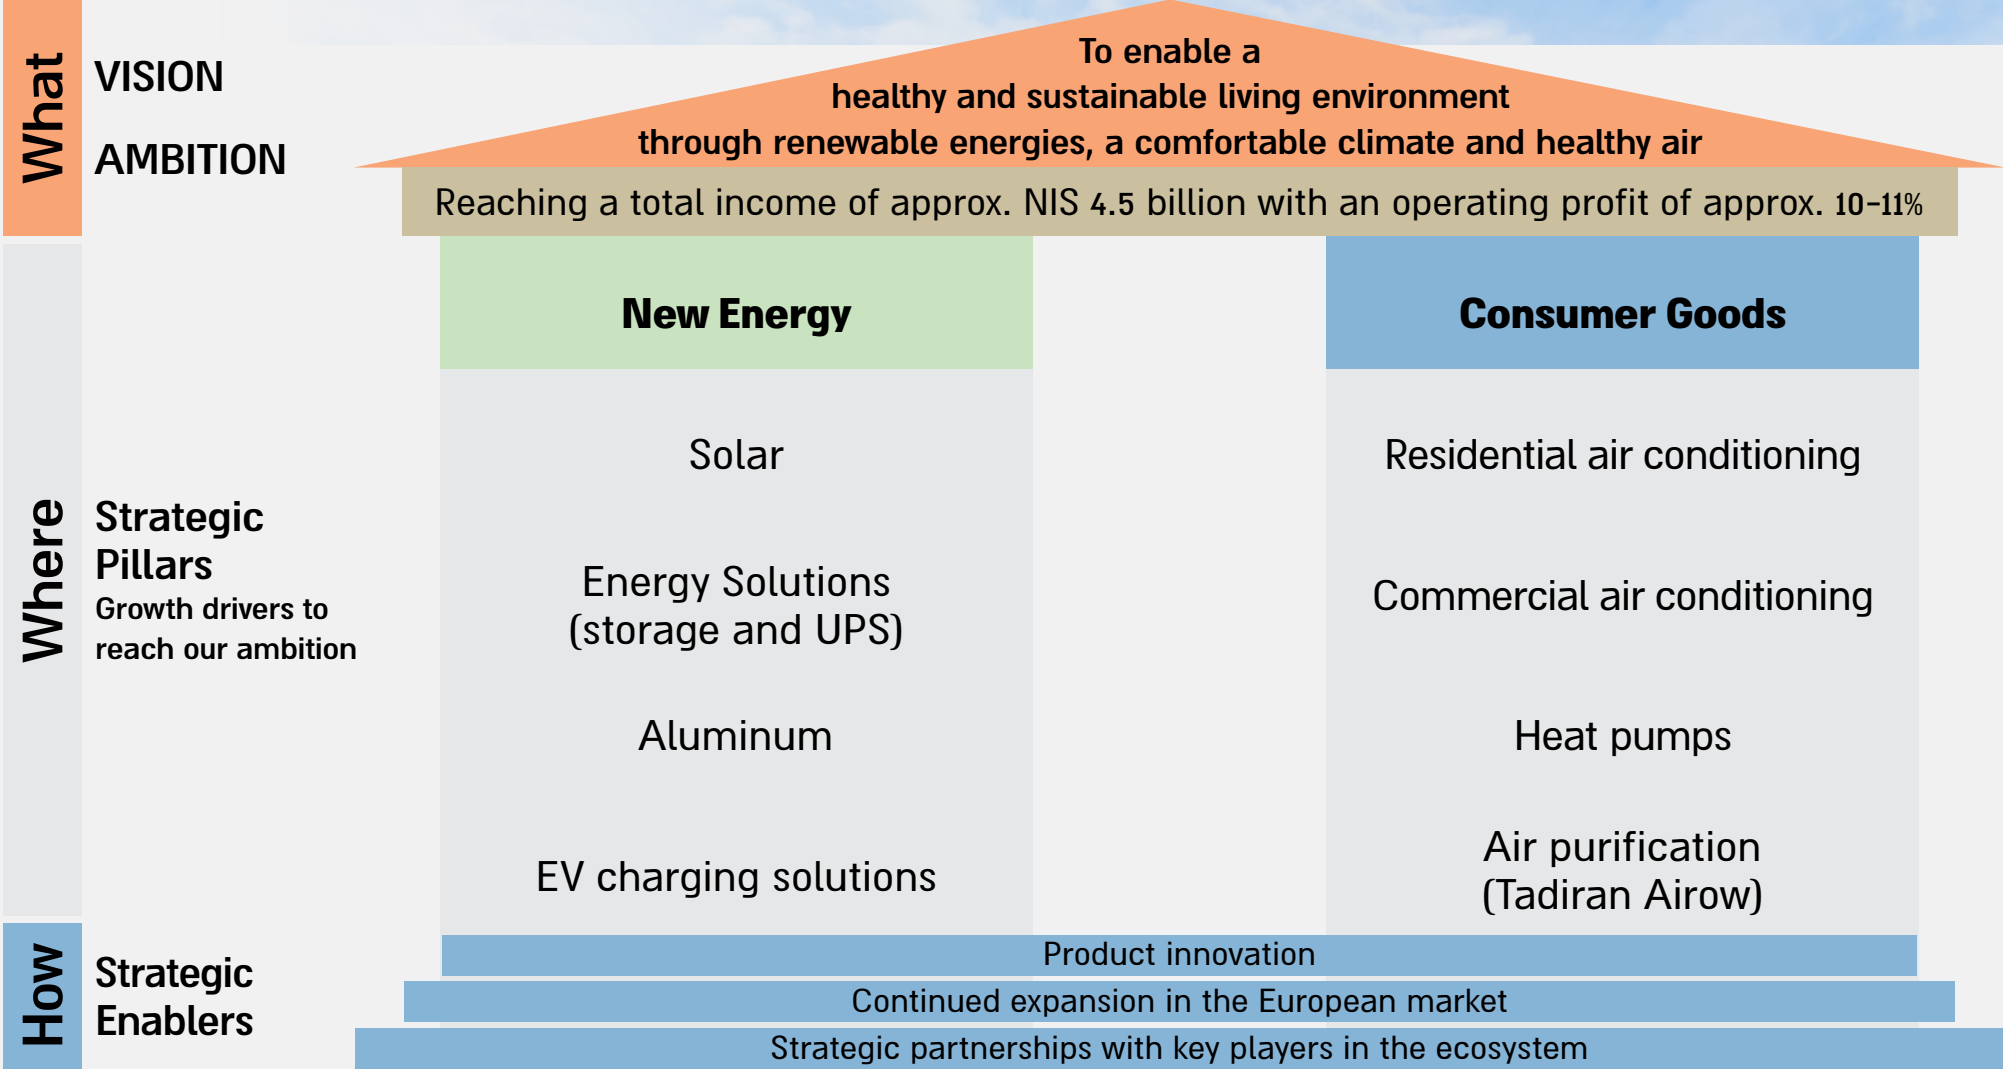 What
VISION
AMBITION
To enable a
healthy and sustainable living environment
through renewable energies, a comfortable climate and healthy air
Reaching a total income of approx. NIS 4.5 billion with an operating profit of approx. 10-11%
Where
Strategic
Pillars
Growth drivers to
reach our ambition
New Energy
Solar
Energy Solutions
(storage and UPS)
Aluminum
EV charging solutions
Consumer Goods
Residential air conditioning
Commercial air conditioning
Heat pumps
Air purification
(Tadiran Airow)
How
Strategic
Enablers
Product innovation
Continued expansion in the European market
Strategic partnerships with key players in the ecosystem